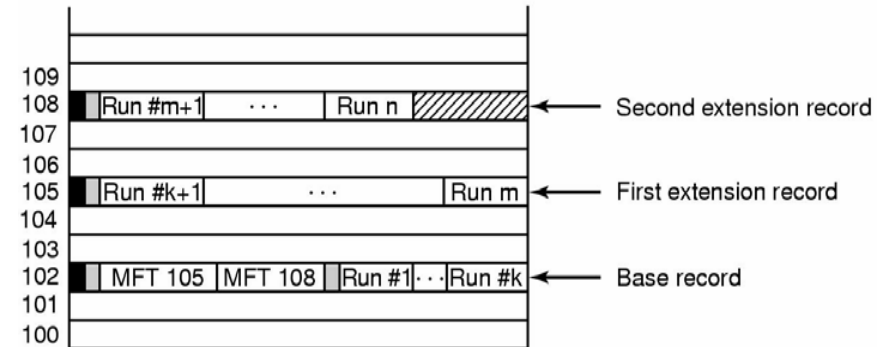 109
108 Run #m+1 · · · Run n Second extension record
107
106
105 Run #k+1 · · · Run m First extension record
104
103
102 MFT 105 MFT 108 Run #1 · · · Run #k Base record
101
100